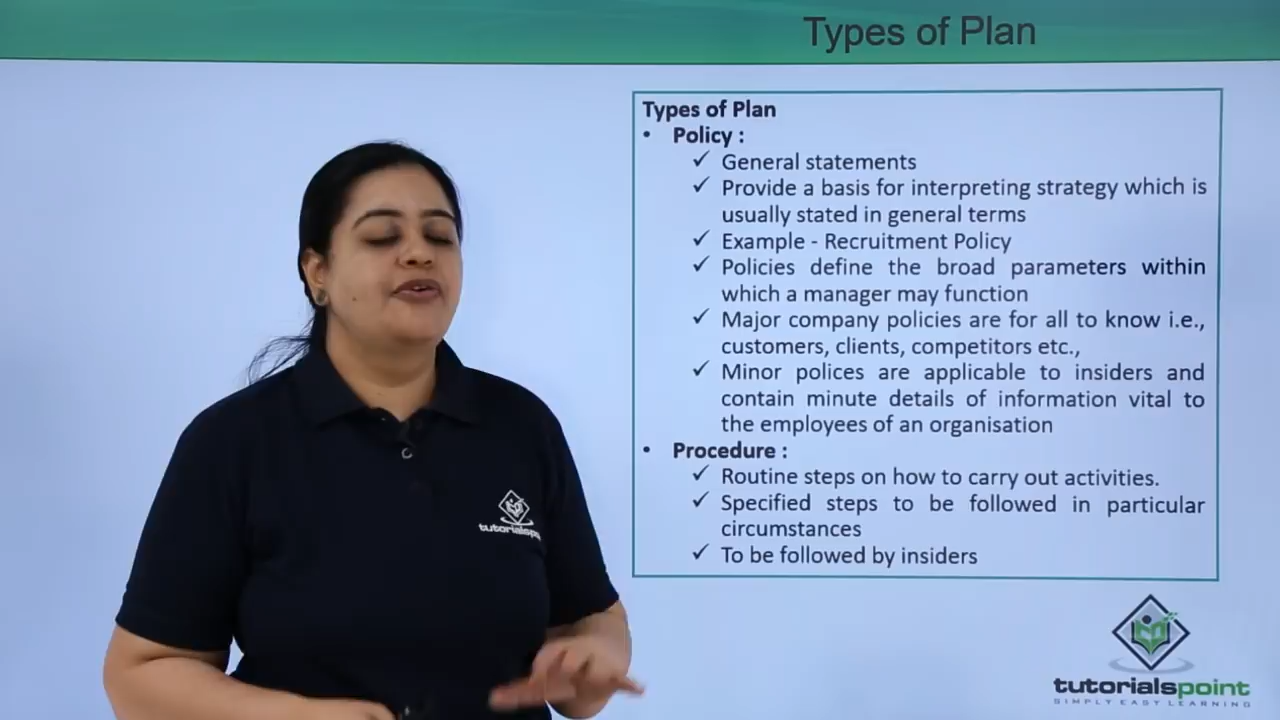 Types of Plan
Types of Plan
• Policy :
✓ General statements
✓ Provide a basis for interpreting strategy which is
usually stated in general terms
✓ Example - Recruitment Policy
✓ Policies define the broad parameters within
which a manager may function
✓ Major company policies are for all to know i.e.,
customers, clients, competitors etc.,
✓ Minor polices are applicable to insiders and
contain minute details of information vital to
the employees of an organisation
• Procedure :
✓ Routine steps on how to carry out activities.
✓ Specified steps to be followed in particular
circumstances
✓ To be followed by insiders
tutorialspoint
tutorialspoint
SIMPLY EASY LEARNING